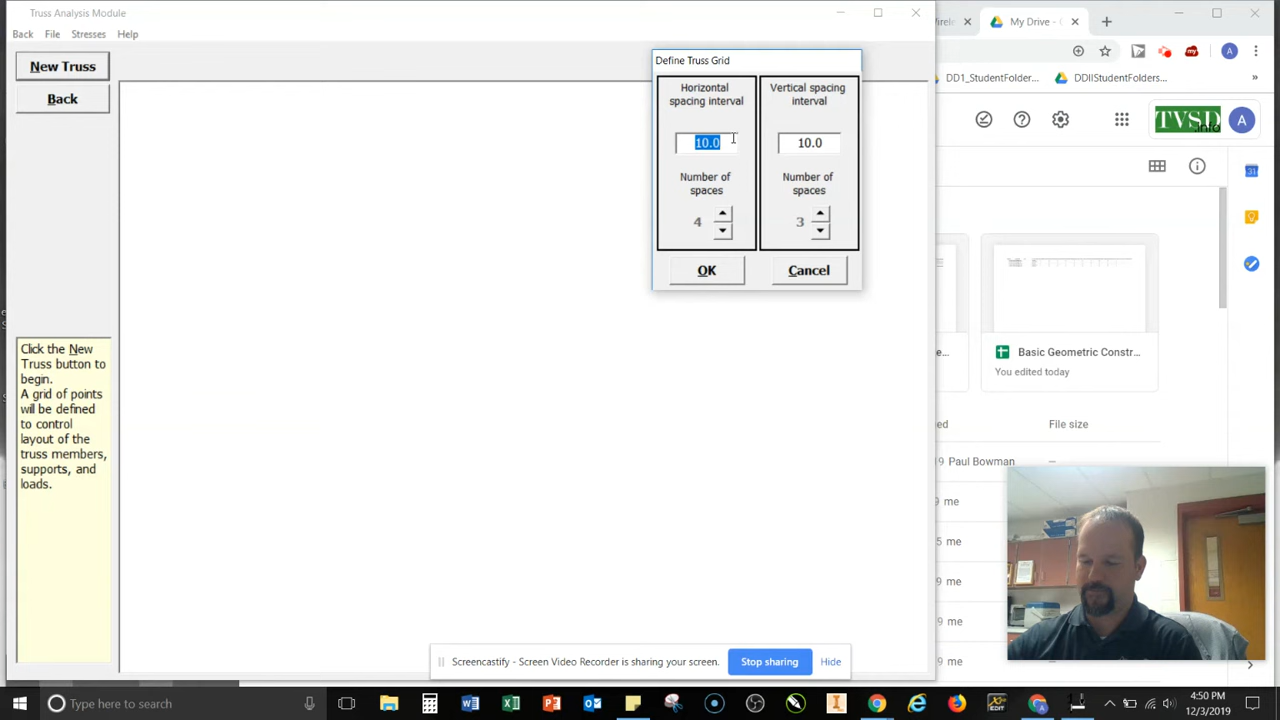 Truss Analysis Module
Back File Stresses Help
New Truss
Back
Click the New
Truss button to
begin.
A grid of points
will be defined
to control
layout of the
truss members,
supports, and
loads.
Define Truss Grid
Horizontal
spacing interval
10.0
Number of
spaces
4
Vertical spacing
interval
10.0
Number of
spaces
3
OK
Cancel
My Drive -
A
DD1_StudentFolders...
DDIIStudentFolders...
TVSD
.info
A
Basic Geometric Constr...
You edited today
File size
Paul Bowman
me
me
me
me
me
me
Screencastify - Screen Video Recorder is sharing your screen.
Stop sharing
Hide
Type here to search
4:50 PM
12/3/2019